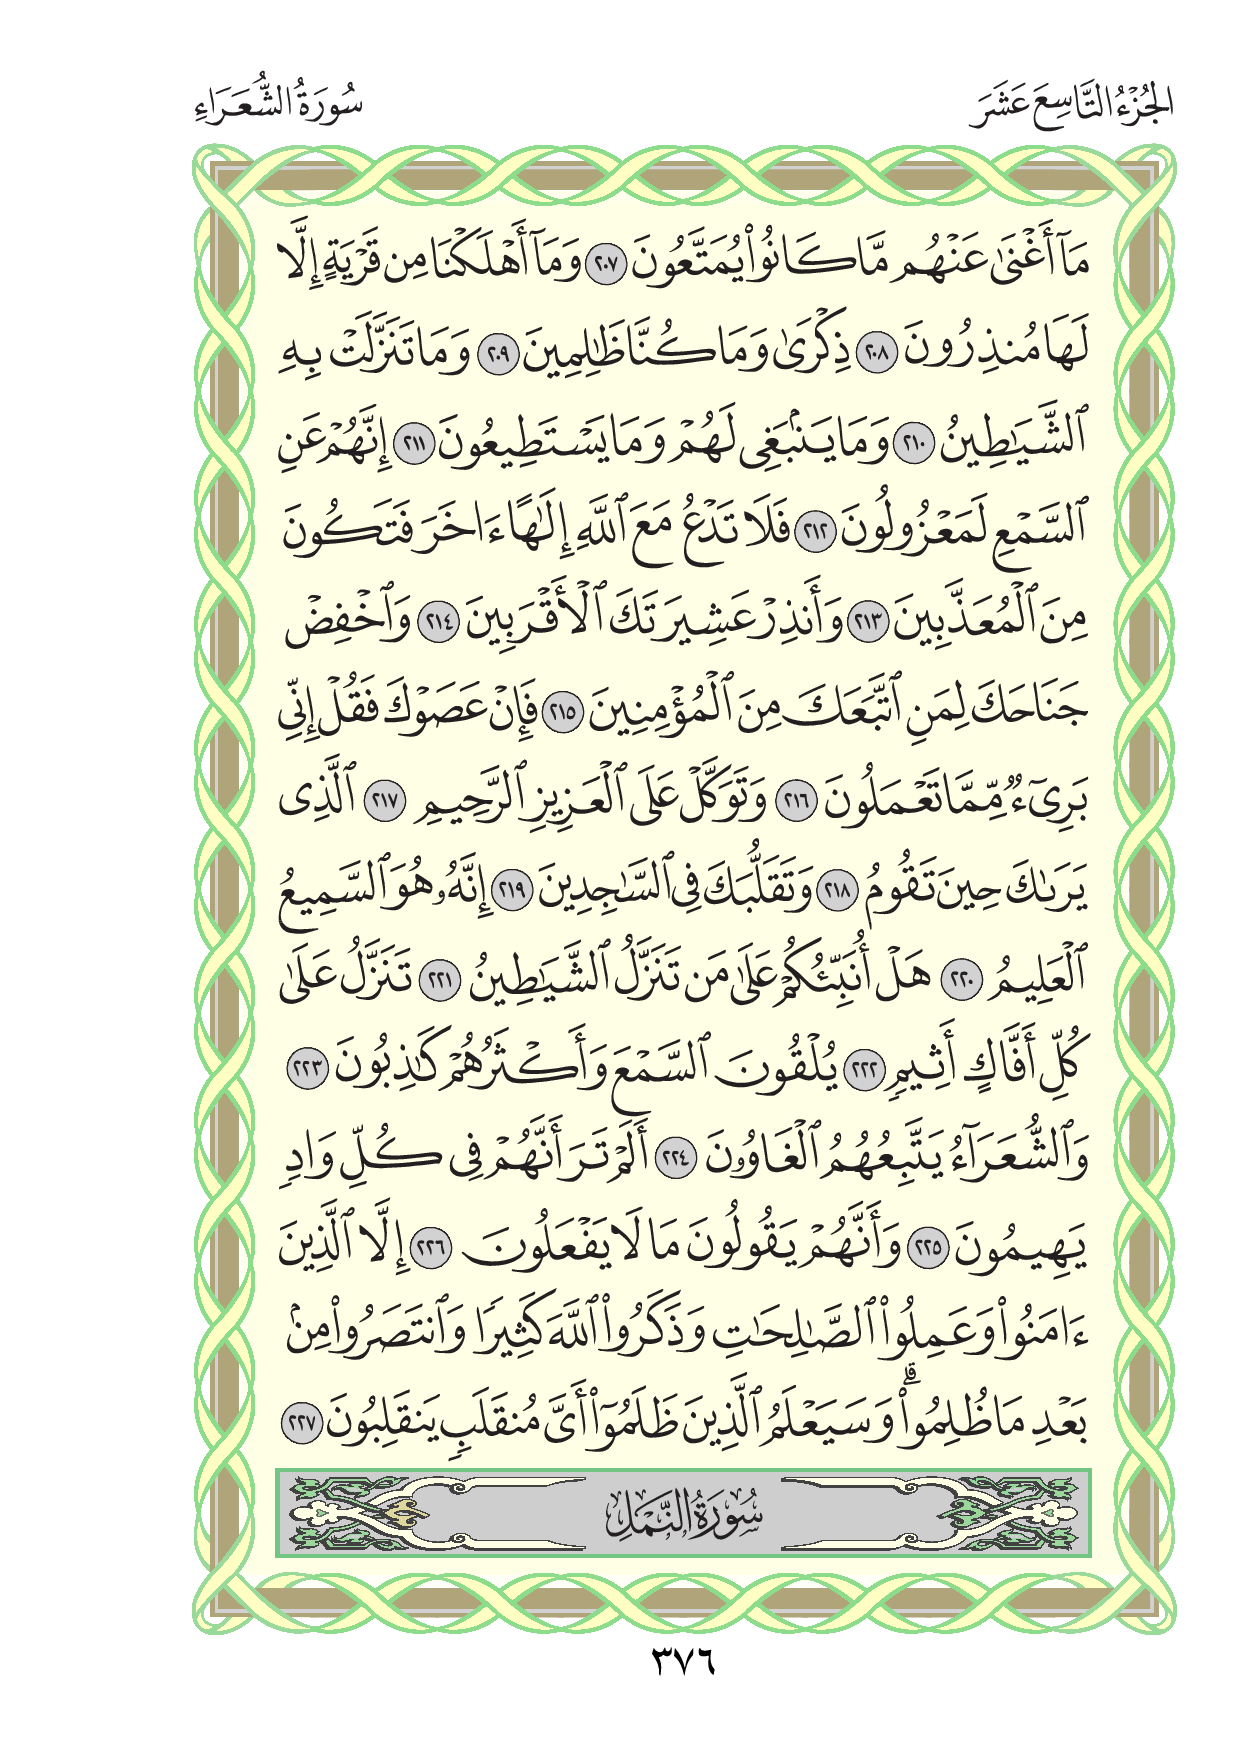 الجُزْءُ التَّاسِعَ عَشَرَ
سُورَةُ الشُّعَرَاءِ
مَآ أَغْنَىٰ عَنْهُم مَّا كَانُوا۟ يُمَتَّعُونَ ٢٠٧ وَمَآ أَهْلَكْنَا مِن قَرْيَةٍ إِلَّا
لَهَا مُنذِرُونَ ٢٠٨ ذِكْرَىٰ وَمَا كُنَّا ظَٰلِمِينَ ٢٠٩ وَمَا تَنَزَّلَتْ بِهِ
ٱلشَّيَٰطِينُ ٢١٠ وَمَا يَنۢبَغِى لَهُمْ وَمَا يَسْتَطِيعُونَ ٢١١ إِنَّهُمْ عَنِ
ٱلسَّمْعِ لَمَعْزُولُونَ ٢١٢ فَلَا تَدْعُ مَعَ ٱللَّهِ إِلَٰهًا ءَاخَرَ فَتَكُونَ
مِنَ ٱلْمُعَذَّبِينَ ٢١٣ وَأَنذِرْ عَشِيرَتَكَ ٱلْأَقْرَبِينَ ٢١٤ وَٱخْفِضْ
جَنَاحَكَ لِمَنِ ٱتَّبَعَكَ مِنَ ٱلْمُؤْمِنِينَ ٢١٥ فَإِنْ عَصَوْكَ فَقُلْ إِنِّى
بَرِىٓءٌ مِّمَّا تَعْمَلُونَ ٢١٦ وَتَوَكَّلْ عَلَى ٱلْعَزِيزِ ٱلرَّحِيمِ ٢١٧ ٱلَّذِى
يَرَىٰكَ حِينَ تَقُومُ ٢١٨ وَتَقَلُّبَكَ فِى ٱلسَّٰجِدِينَ ٢١٩ إِنَّهُۥ هُوَ ٱلسَّمِيعُ
ٱلْعَلِيمُ ٢٢٠ هَلْ أُنَبِّئُكُمْ عَلَىٰ مَن تَنَزَّلُ ٱلشَّيَٰطِينُ ٢٢١ تَنَزَّلُ عَلَىٰ
كُلِّ أَفَّاكٍ أَثِيمٍ ٢٢٢ يُلْقُونَ ٱلسَّمْعَ وَأَكْثَرُهُمْ كَٰذِبُونَ ٢٢٣
وَٱلشُّعَرَآءُ يَتَّبِعُهُمُ ٱلْغَاوُۥنَ ٢٢٤ أَلَمْ تَرَ أَنَّهُمْ فِى كُلِّ وَادٍ
يَهِيمُونَ ٢٢٥ وَأَنَّهُمْ يَقُولُونَ مَا لَا يَفْعَلُونَ ٢٢٦ إِلَّا ٱلَّذِينَ
ءَامَنُوا۟ وَعَمِلُوا۟ ٱلصَّٰلِحَٰتِ وَذَكَرُوا۟ ٱللَّهَ كَثِيرًا وَٱنتَصَرُوا۟ مِنۢ
بَعْدِ مَا ظُلِمُوا۟ ۗ وَسَيَعْلَمُ ٱلَّذِينَ ظَلَمُوٓا۟ أَىَّ مُنقَلَبٍ يَنقَلِبُونَ ٢٢٧
سُورَةُ النَّمْلِ
٣٧٦